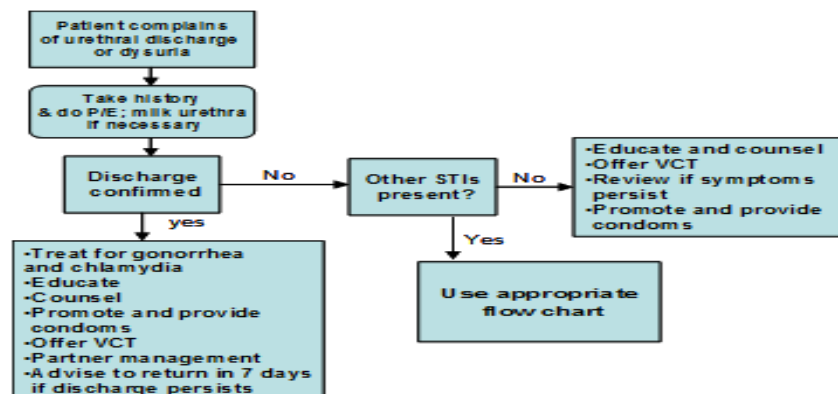 Patient complains
of urethral discharge
or dysuria
Take history
& do P/E; milk urethra
if necessary
Discharge
confirmed
No
Other STIs
present?
No
•Educate and counsel
•Offer VCT
•Review if symptoms
persist
•Promote and provide
condoms
yes
•Treat for gonorrhea
and chlamydia
•Educate
•Counsel
•Promote and provide
condoms
•Offer VCT
•Partner management
•Advise to return in 7 days
if discharge persists
Yes
Use appropriate
flow chart